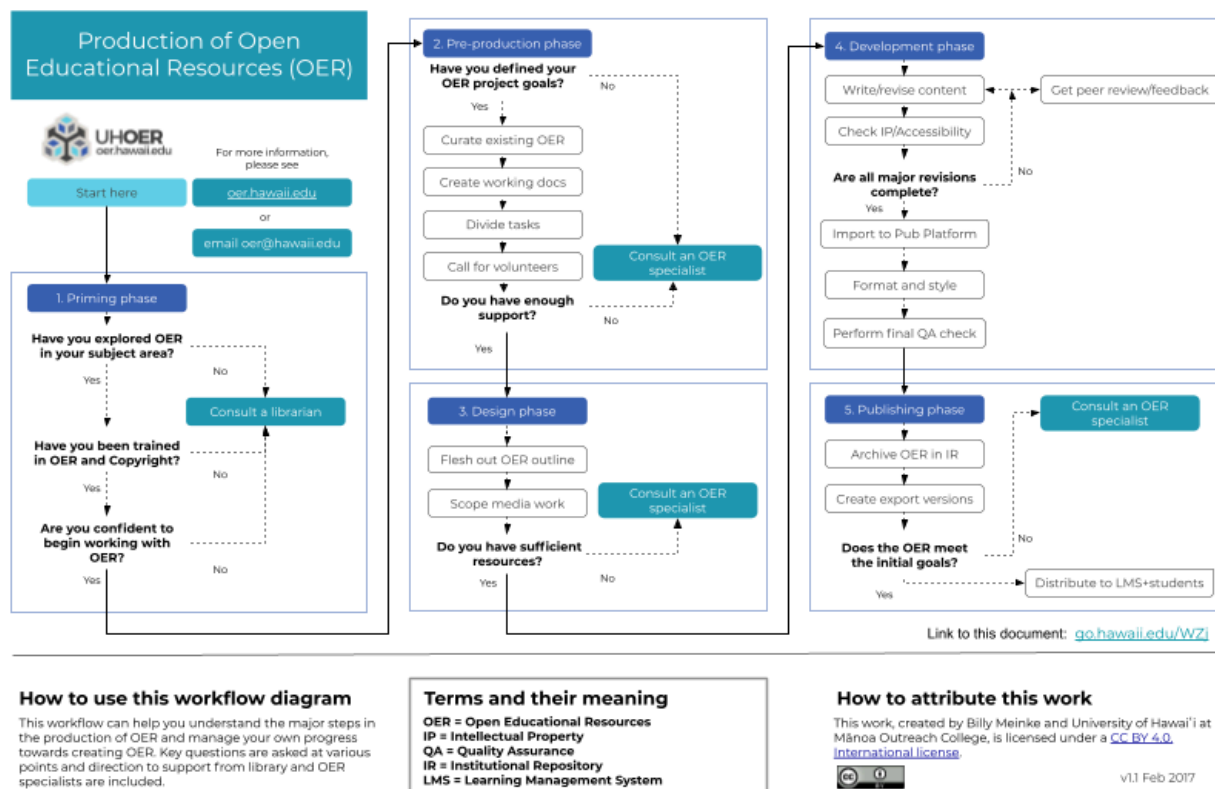 Production of Open
Educational Resources (OER)
UHOER
oer.hawaii.edu
For more information,
please see
Start here
oer.hawaii.edu
or
email oer@hawaii.edu
1. Priming phase
Have you explored OER
in your subject area?
No
Yes
Consult a librarian
Have you been trained
in OER and Copyright?
No
Yes
Are you confident to
begin working with
OER?
No
Yes
2. Pre-production phase
Have you defined your
OER project goals?
No
Yes
Curate existing OER
Create working docs
Divide tasks
Call for volunteers
Consult an OER
specialist
Do you have enough
support?
No
Yes
3. Design phase
Flesh out OER outline
Scope media work
Consult an OER
specialist
Do you have sufficient
resources?
No
Yes
4. Development phase
Write/revise content
Get peer review/feedback
Check IP/Accessibility
Are all major revisions
complete?
No
Yes
Import to Pub Platform
Format and style
Perform final QA check
5. Publishing phase
Consult an OER
specialist
Archive OER in IR
Create export versions
Does the OER meet
the initial goals?
No
Yes
Distribute to LMS+students
Link to this document: go.hawaii.edu/WZj
How to use this workflow diagram
This workflow can help you understand the major steps in
the production of OER and manage your own progress
towards creating OER. Key questions are asked at various
points and direction to support from library and OER
specialists are included.
Terms and their meaning
OER = Open Educational Resources
IP = Intellectual Property
QA = Quality Assurance
IR = Institutional Repository
LMS = Learning Management System
How to attribute this work
This work, created by Billy Meinke and University of Hawaiʻi at
Mānoa Outreach College, is licensed under a CC BY 4.0.
International license.
cc
BY
v1.1 Feb 2017